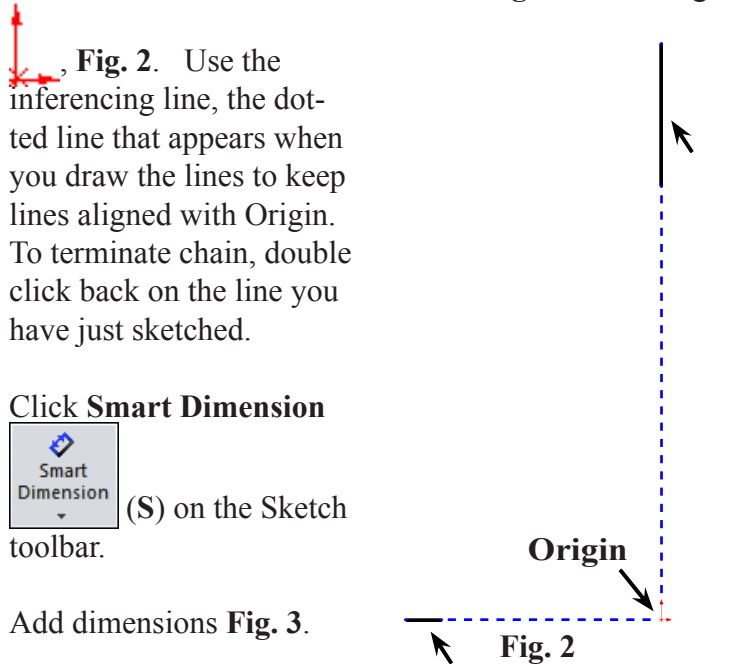 , Fig. 2. Use the
inferencing line, the dot-
ted line that appears when
you draw the lines to keep
lines aligned with Origin.
To terminate chain, double
click back on the line you
have just sketched.
Click Smart Dimension
Smart
Dimension
(S) on the Sketch
toolbar.
Add dimensions Fig. 3.
Origin
Fig. 2